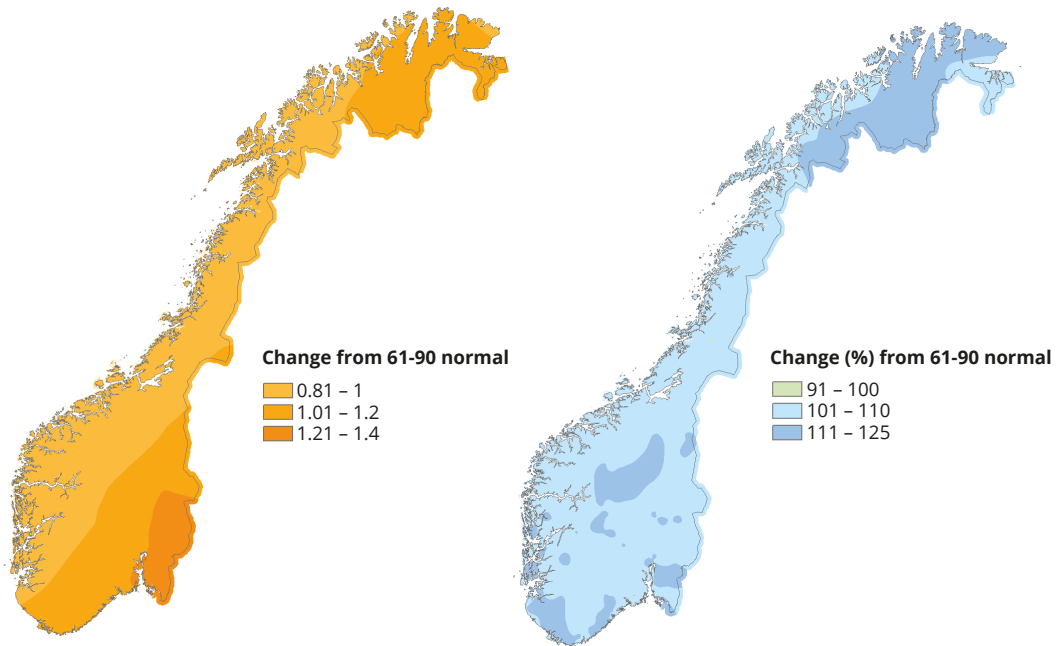 Change from 61-90 normal
0.81 – 1
1.01 – 1.2
1.21 – 1.4
Change (%) from 61-90 normal
91 – 100
101 – 110
111 – 125